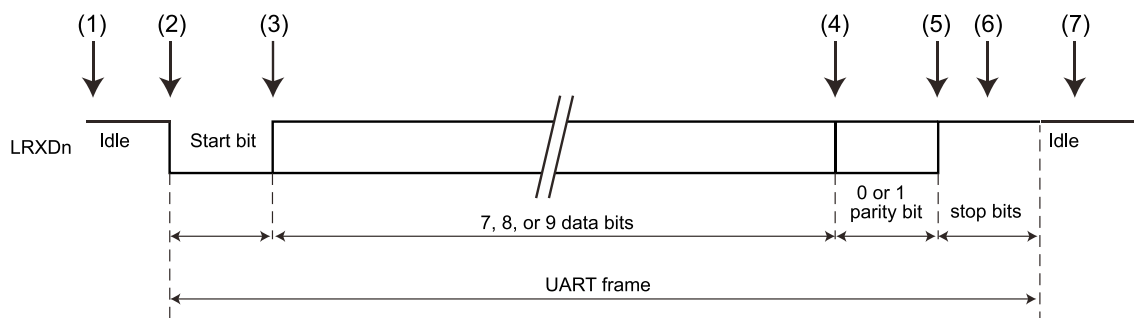 (1) (2) (3) (4) (5) (6) (7)
LRXDn Idle Start bit Idle
0 or 1
parity bit
7, 8, or 9 data bits
stop bits
UART frame